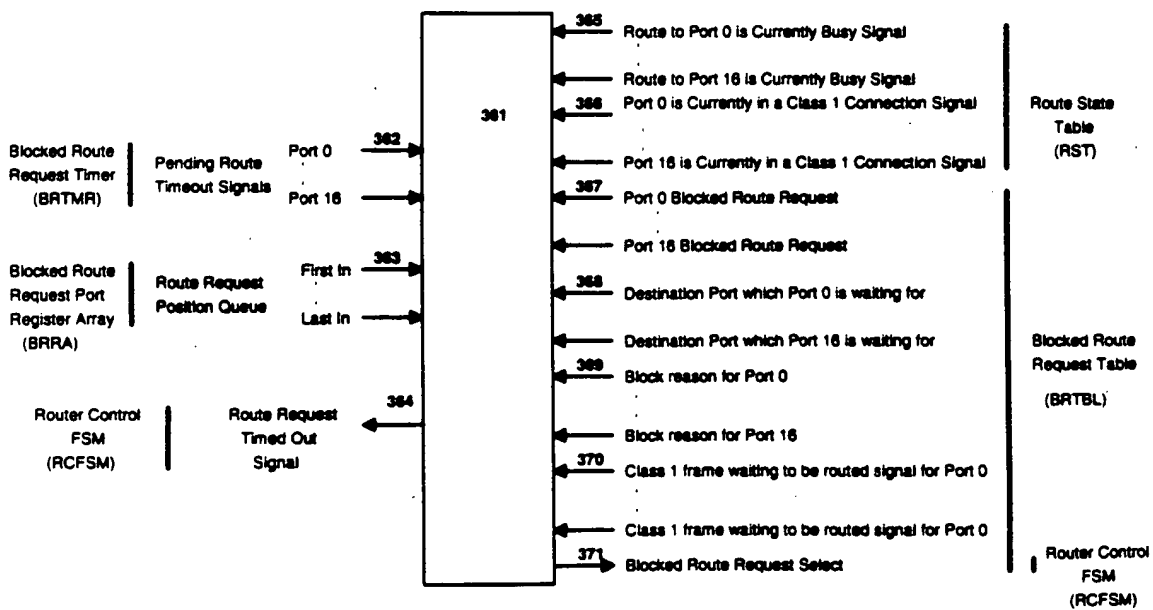 365
Route to Port 0 is Currently Busy Signal
Route to Port 16 is Currently Busy Signal
366
Port 0 is Currently in a Class 1 Connection Signal
Port 16 is Currently in a Class 1 Connection Signal
Route State
Table
(RST)
361
Blocked Route
Request Timer
(BRTMR)
Pending Route
Timeout Signals
Port 0
362
Port 16
367
Port 0 Blocked Route Request
Port 16 Blocked Route Request
Blocked Route
Request Port
Register Array
(BRRA)
Route Request
Position Queue
First In
363
Last In
368
Destination Port which Port 0 is waiting for
Destination Port which Port 16 is waiting for
369
Block reason for Port 0
Block reason for Port 16
370
Class 1 frame waiting to be routed signal for Port 0
Class 1 frame waiting to be routed signal for Port 0
Blocked Route
Request Table
(BRTBL)
Router Control
FSM
(RCFSM)
Route Request
Timed Out
Signal
364
371
Blocked Route Request Select
Router Control
FSM
(RCFSM)